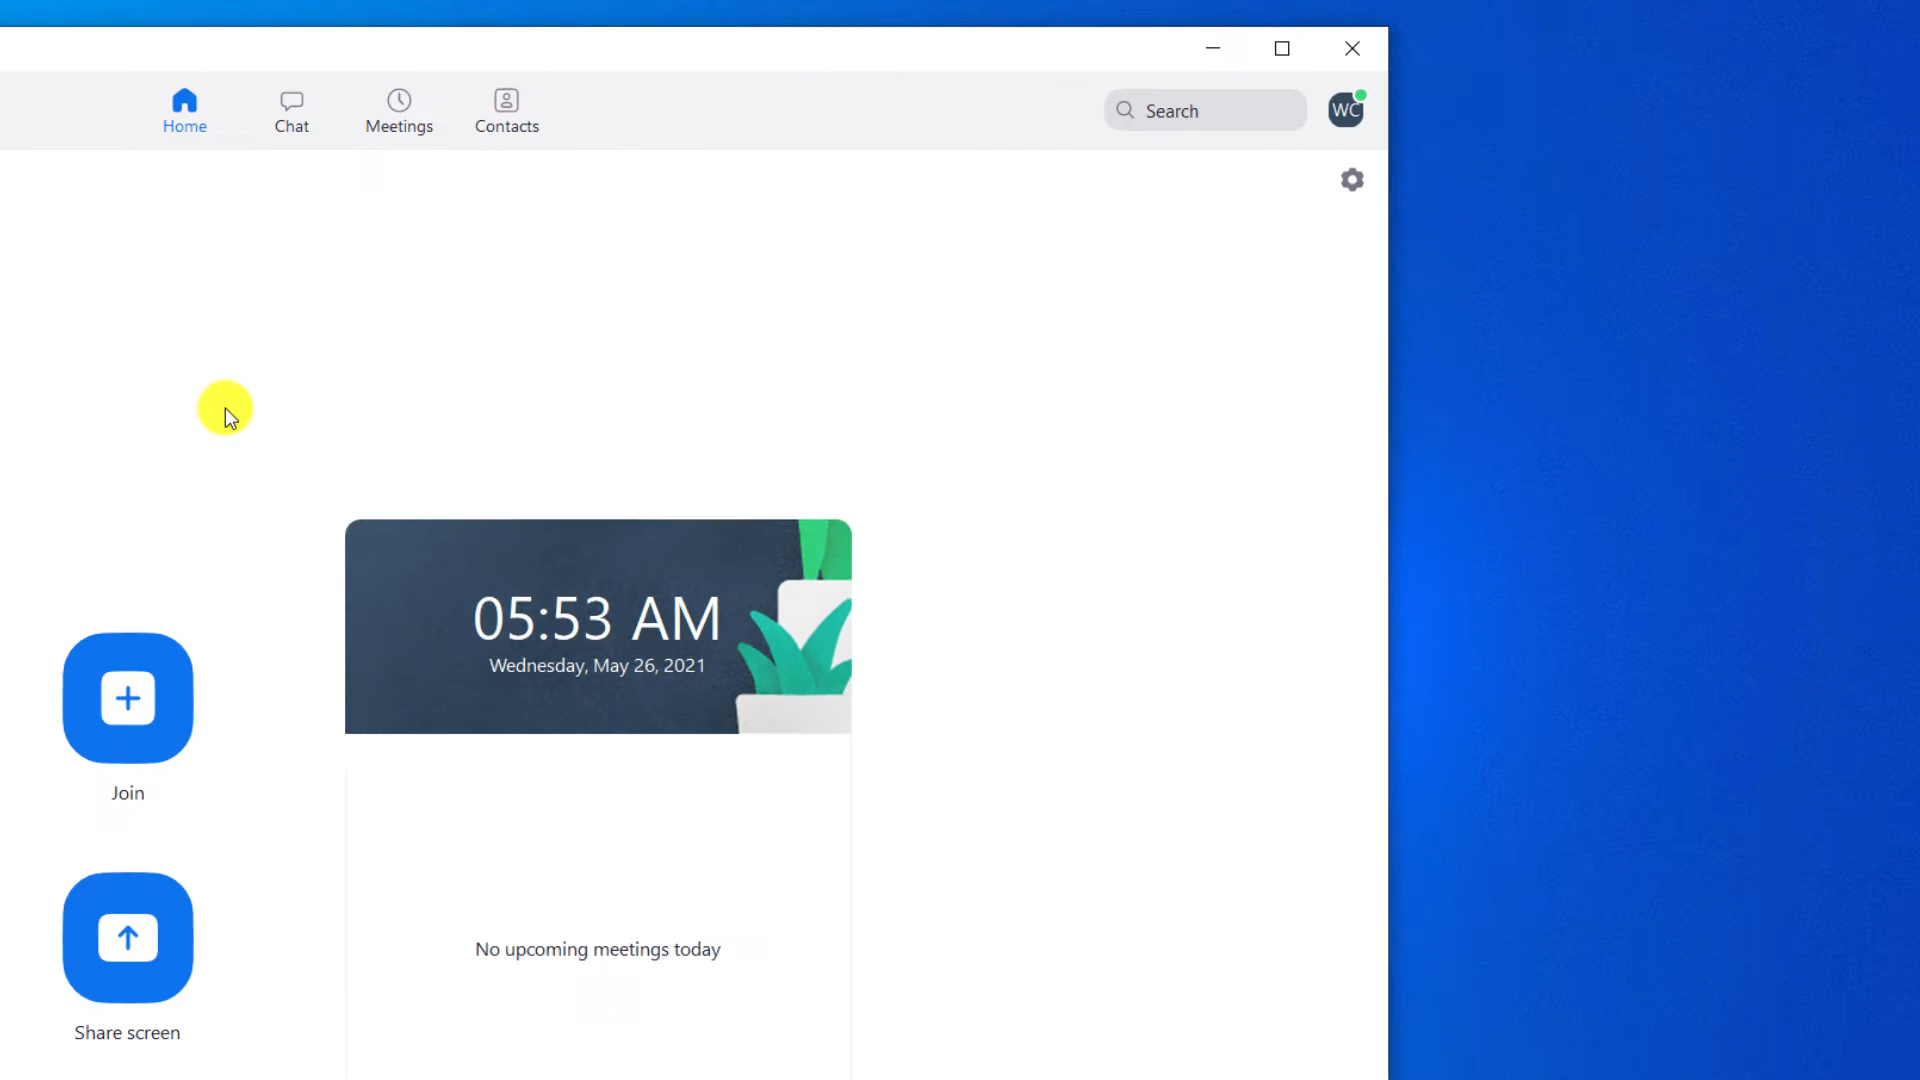 Home
Chat
Meetings
Contacts
Search
WC
05:53 AM
Wednesday, May 26, 2021
Join
No upcoming meetings today
Share screen